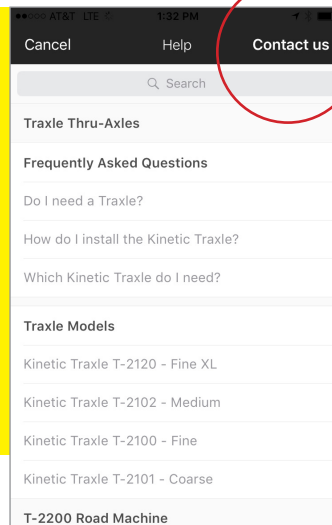 AT&T LTE 1:32 PM
Cancel Help Contact us
Search
Traxle Thru-Axles
Frequently Asked Questions
Do I need a Traxle?
How do I install the Kinetic Traxle?
Which Kinetic Traxle do I need?
Traxle Models
Kinetic Traxle T-2120 - Fine XL
Kinetic Traxle T-2102 - Medium
Kinetic Traxle T-2100 - Fine
Kinetic Traxle T-2101 - Coarse
T-2200 Road Machine